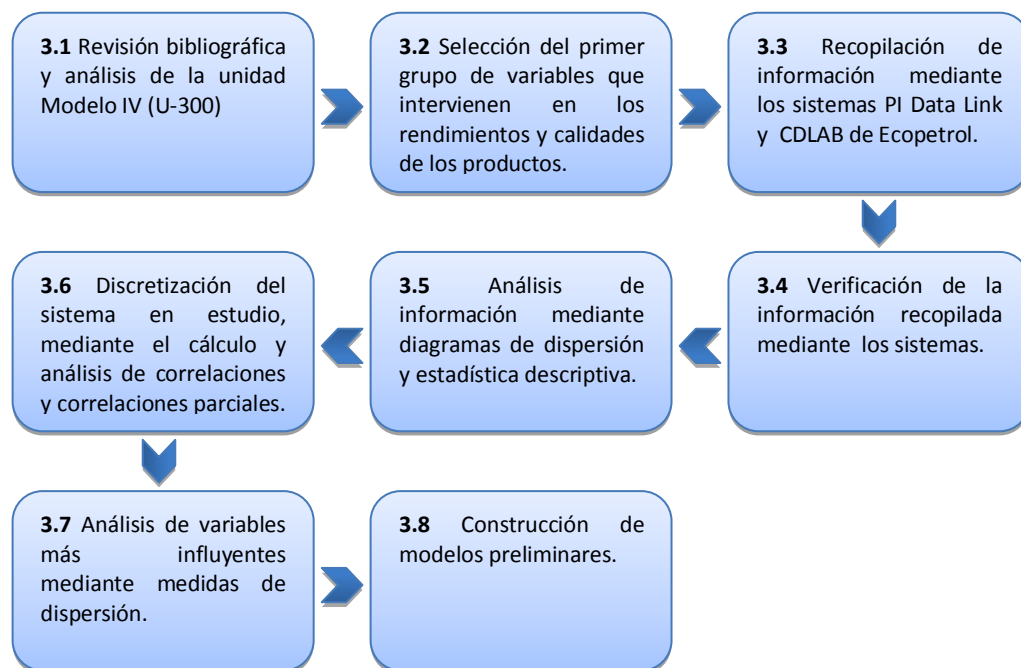 3.1 Revisión bibliográfica
y análisis de la unidad
Modelo IV (U-300)
3.2 Selección del primer
grupo de variables que
intervienen en los
rendimientos y calidades
de los productos.
3.3 Recopilación de
información mediante
los sistemas PI Data Link
y CDLAB de Ecopetrol.
3.4 Verificación de la
información recopilada
mediante los sistemas.
3.5 Análisis de
información mediante
diagramas de dispersión
y estadística descriptiva.
3.6 Discretización del
sistema en estudio,
mediante el cálculo y
análisis de correlaciones
y correlaciones parciales.
3.7 Análisis de variables
más influyentes
mediante medidas de
dispersión.
3.8 Construcción de
modelos preliminares.